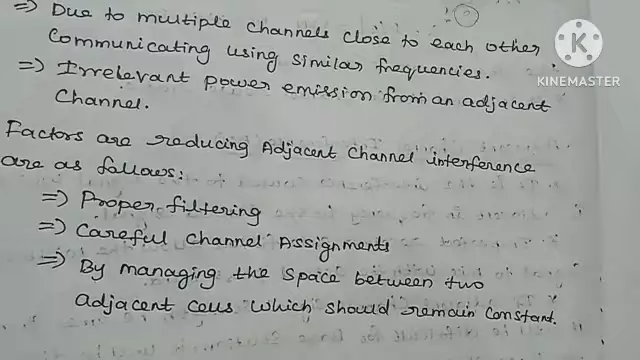 ⇒ Due to multiple channels close to each other
Communicating using similar frequencies.
⇒ Irrelevant power emission from an adjacent
Channel.
Factors are reducing Adjacent Channel interference
are as follows:
⇒ Proper filtering
⇒ Careful Channel Assignments
⇒ By managing the space between two
adjacent cells which should remain constant.
KINEMASTER